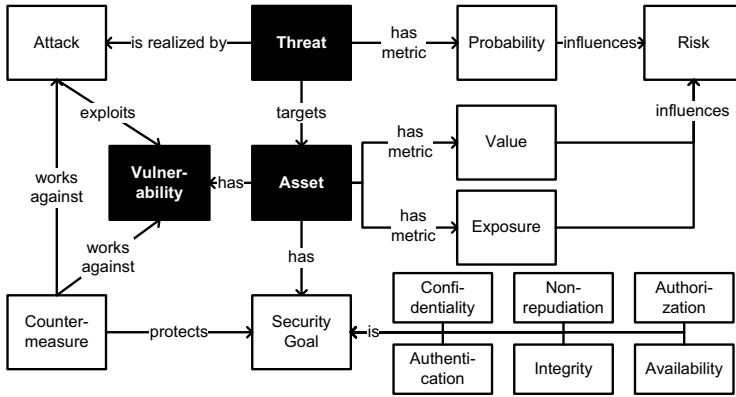 Attack
is realized by
Threat
has
metric
Probability
influences
Risk
exploits
targets
influences
has
metric
Value
works
against
Vulner-
ability
has
Asset
has
metric
Exposure
works
against
has
Counter-
measure
protects
Security
Goal
is
Confi-
dentiality
Non-
repudiation
Authori-
zation
Authenti-
cation
Integrity
Availability